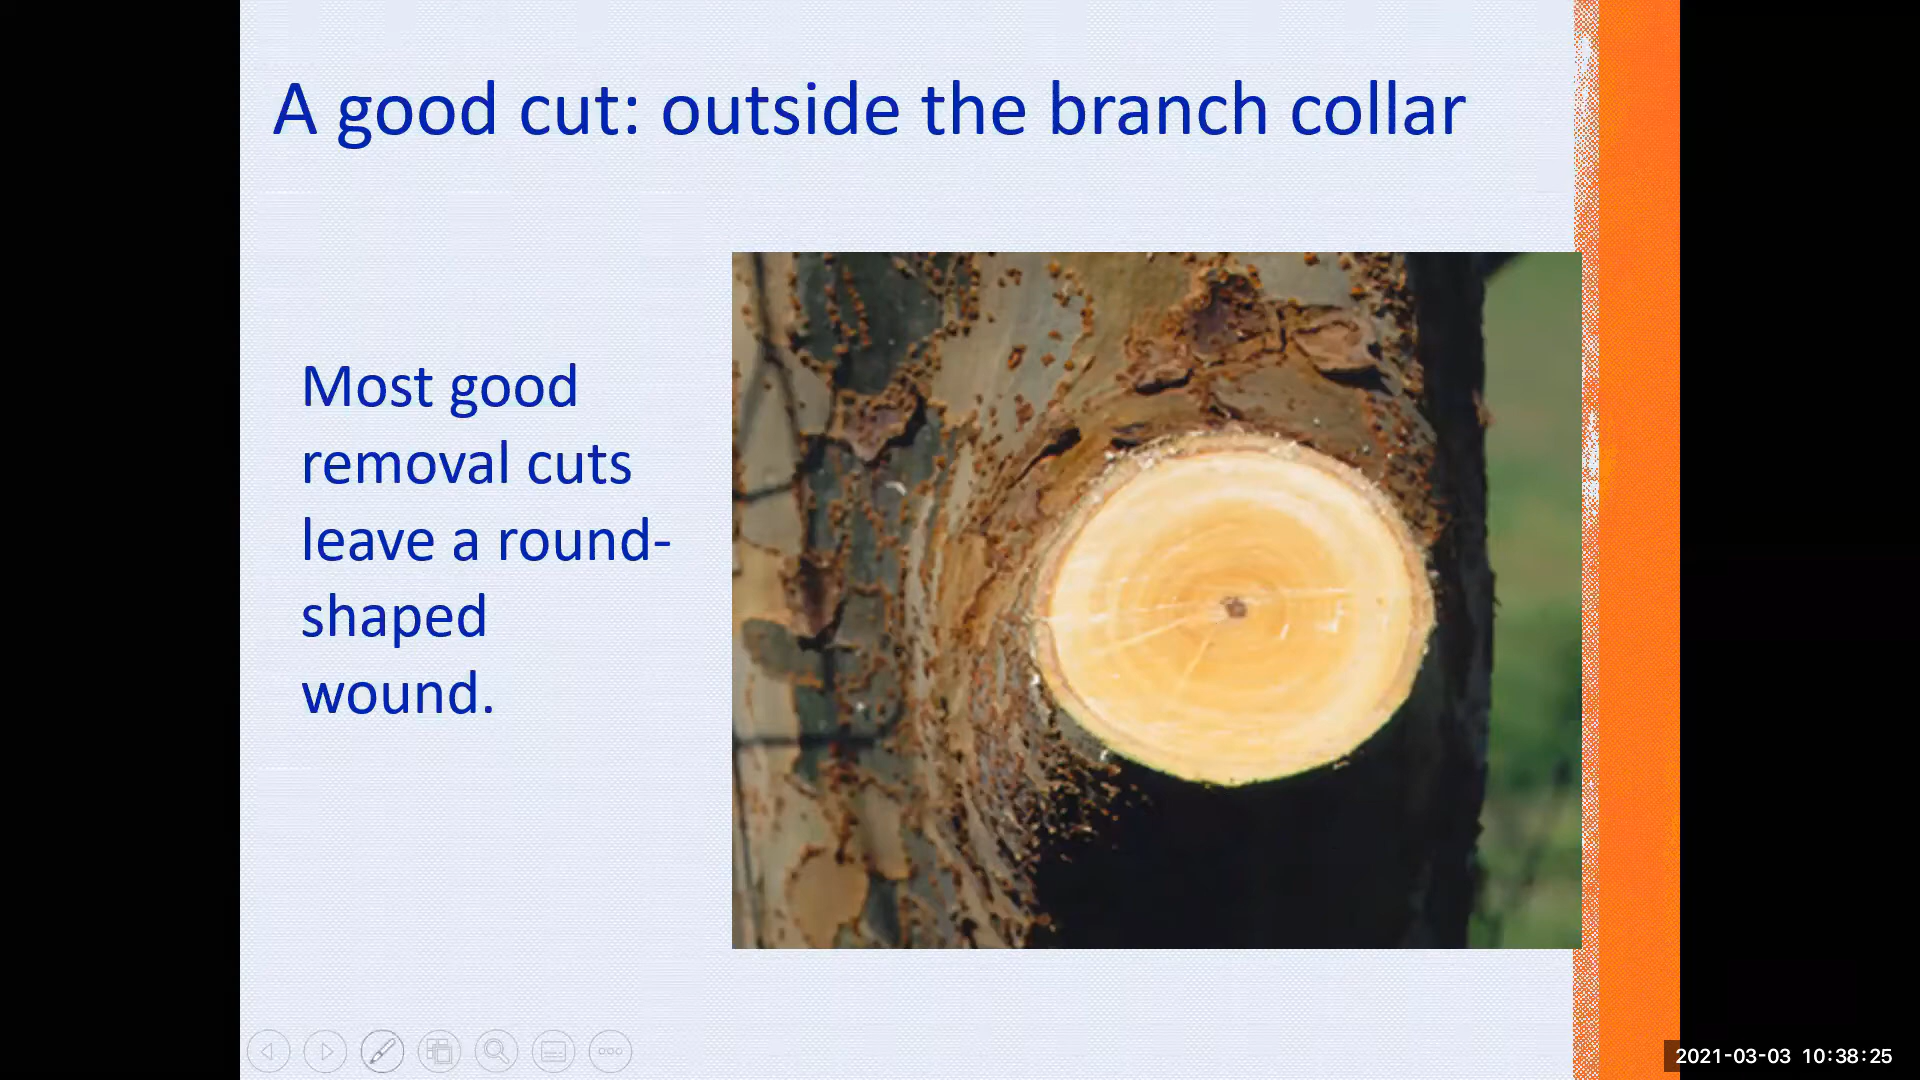 A good cut: outside the branch collar
Most good
removal cuts
leave a round-
shaped
wound.
2021-03-03 10:38:25